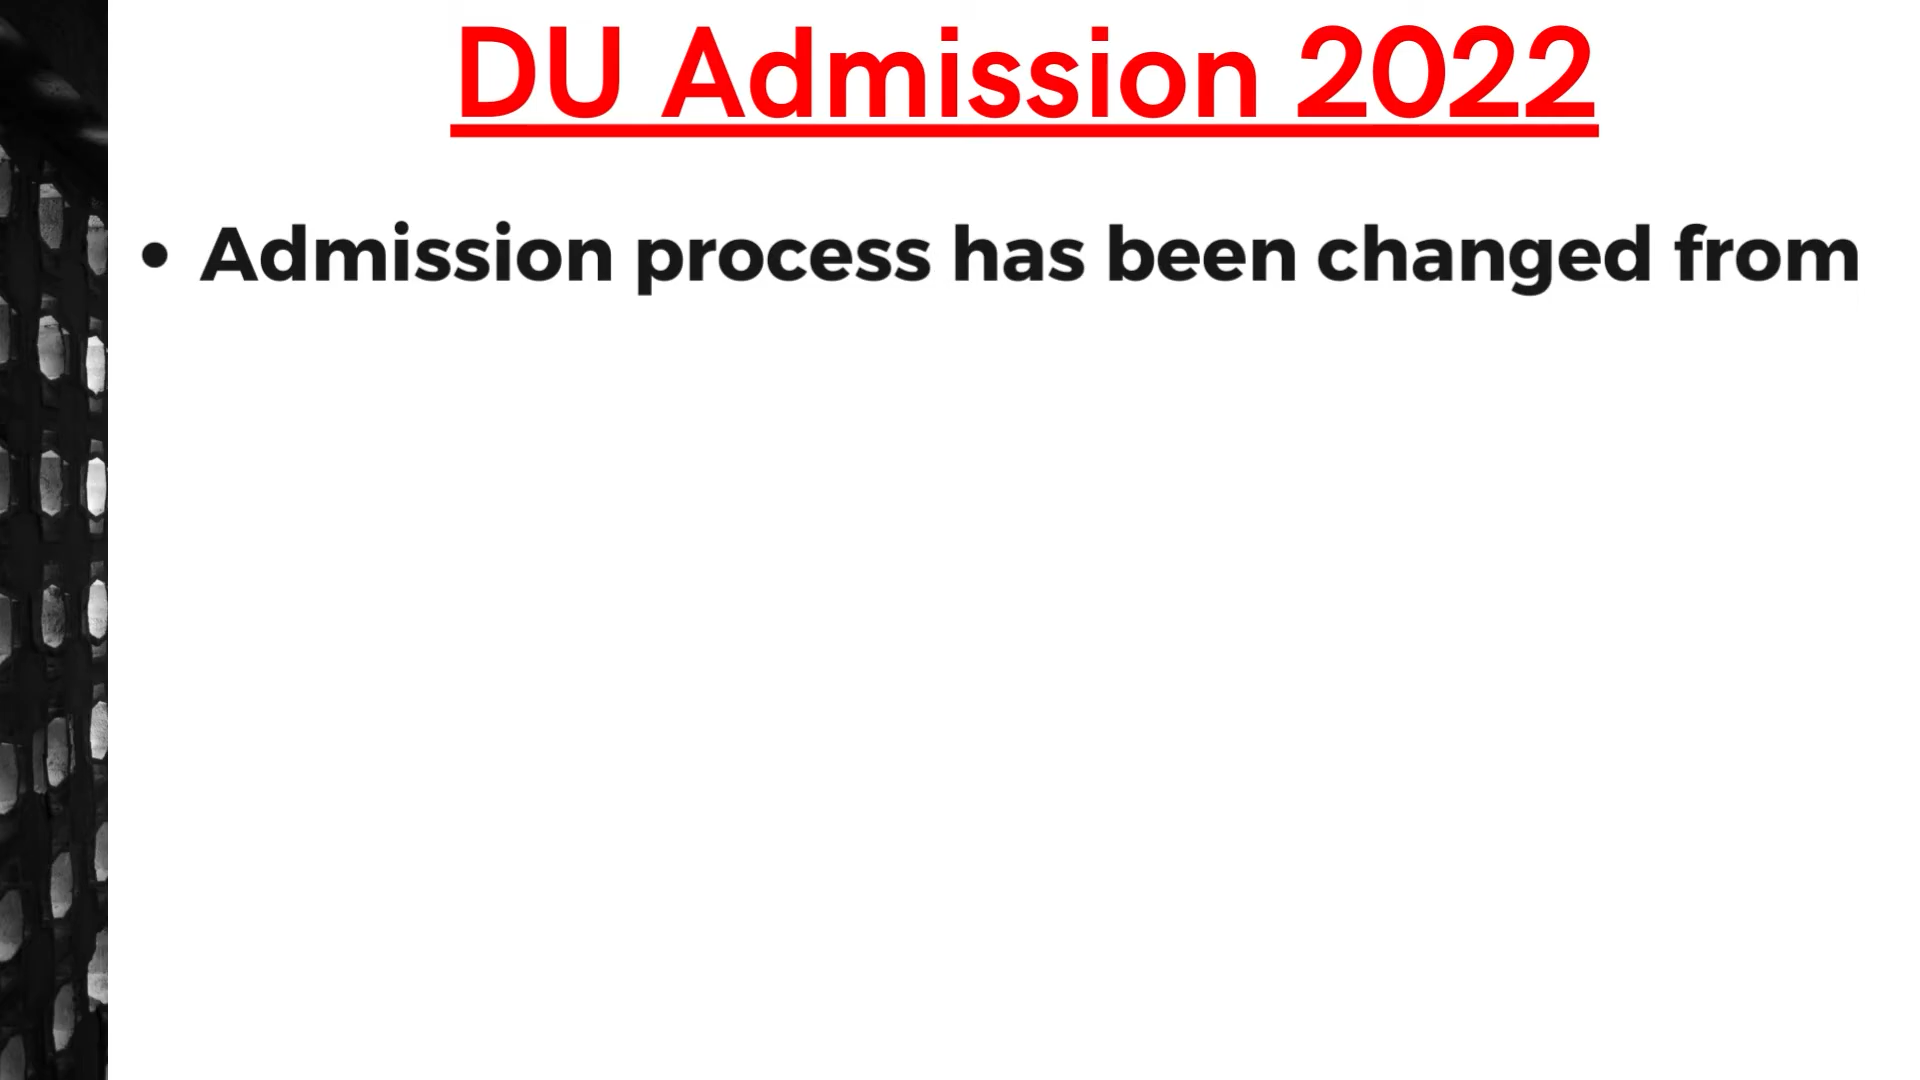 DU Admission 2022
• Admission process has been changed from